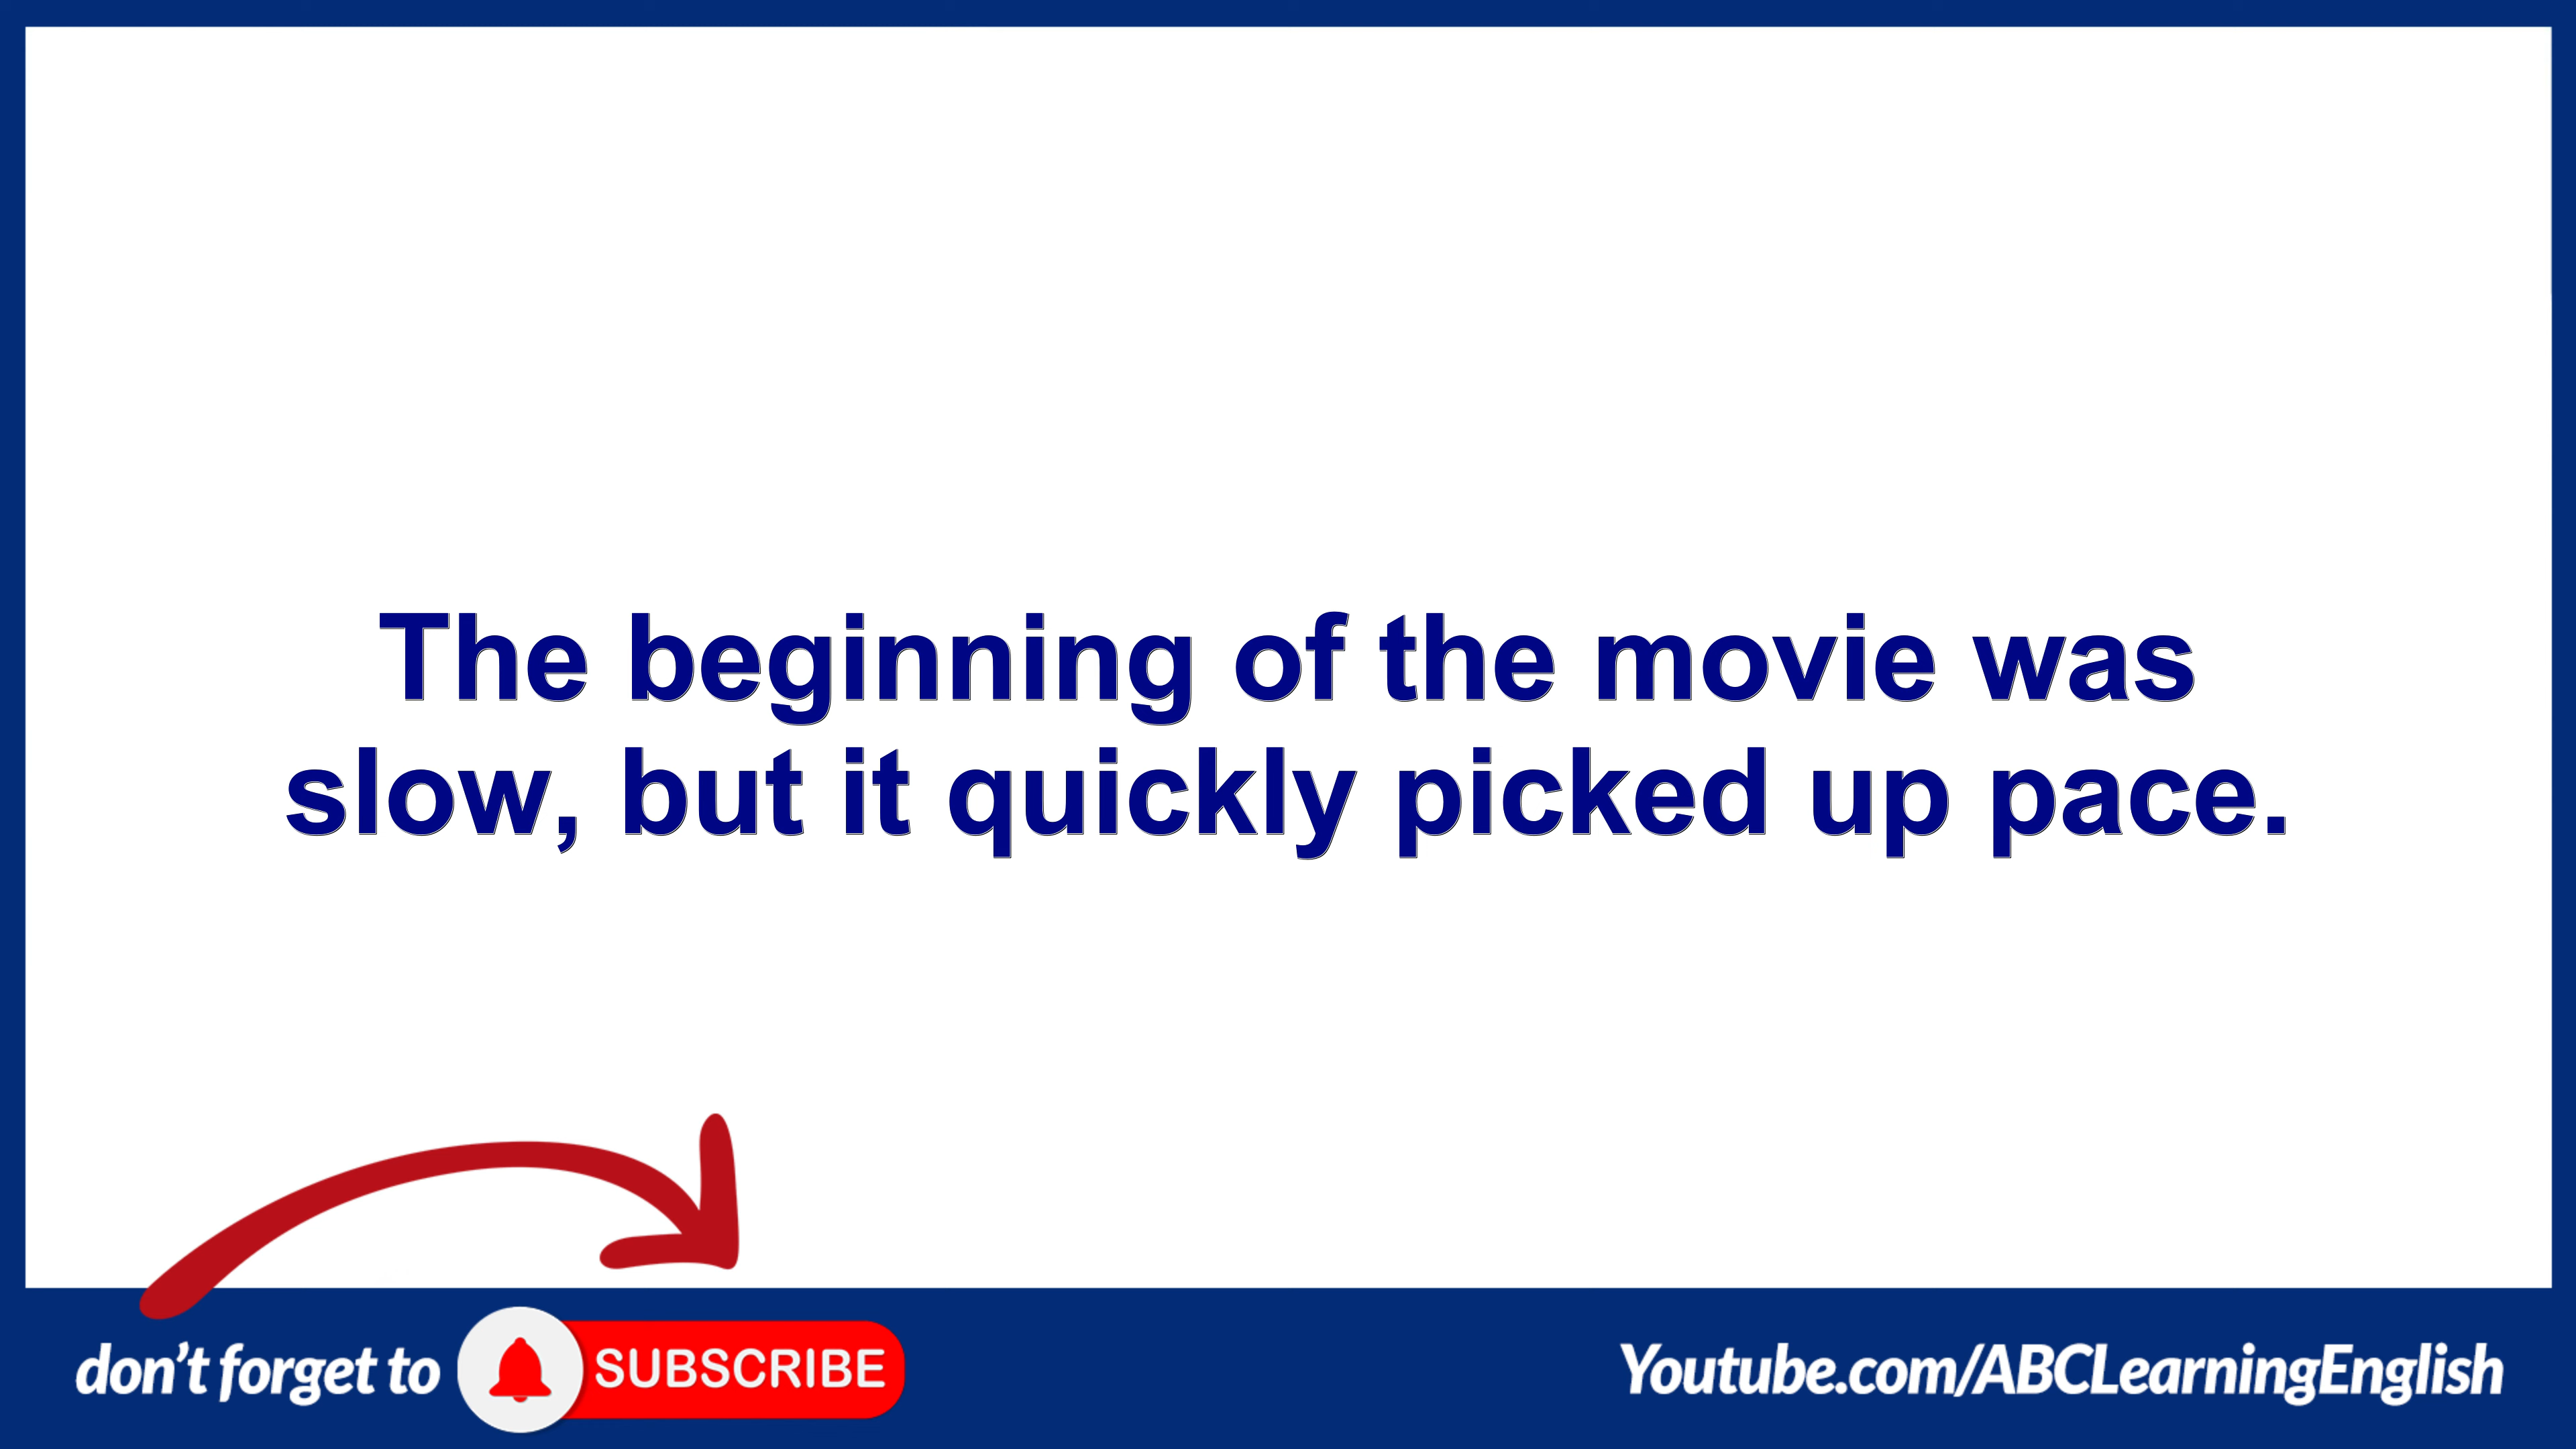 The beginning of the movie was
slow, but it quickly picked up pace.
don't forget to SUBSCRIBE
Youtube.com/ABCLearningEnglish